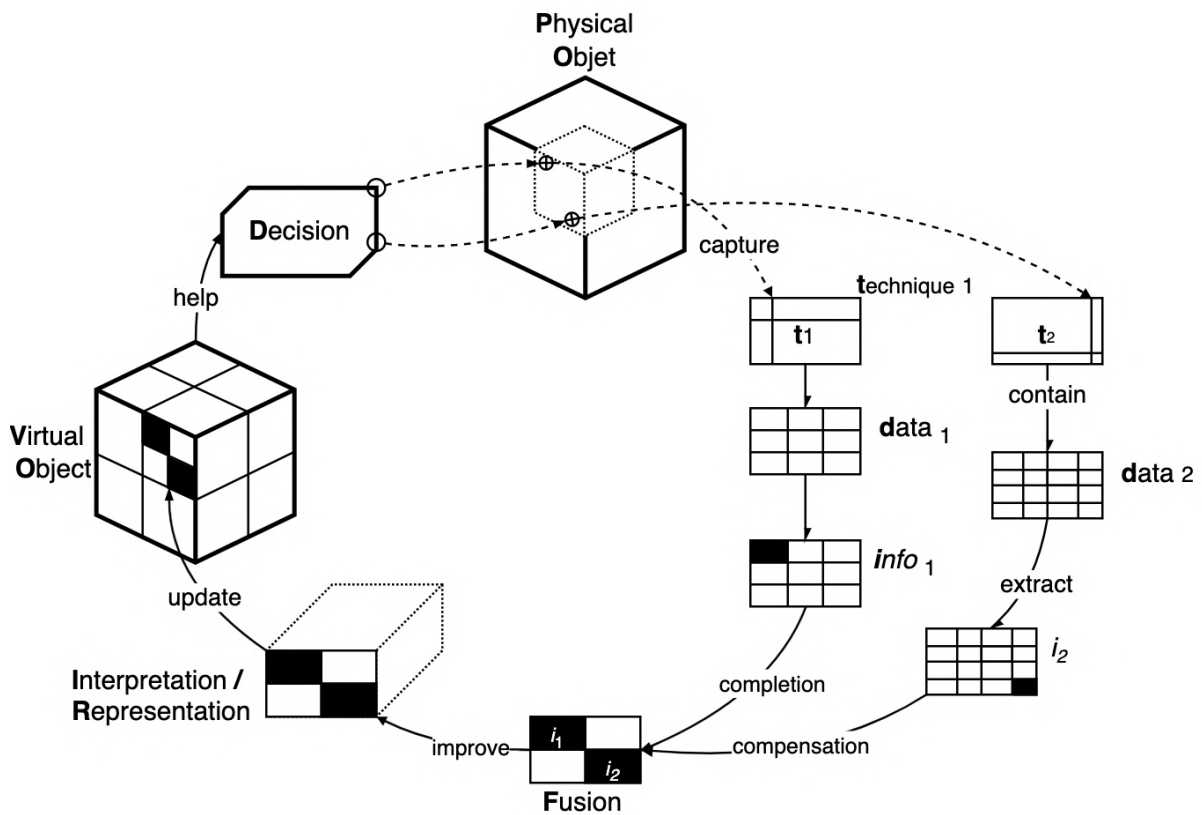 Physical
Objet
Decision
capture
help
technique 1
t1
t2
contain
Virtual
Object
data 1
data 2
info 1
extract
update
i2
Interpretation /
Representation
completion
i1
improve
compensation
i2
Fusion